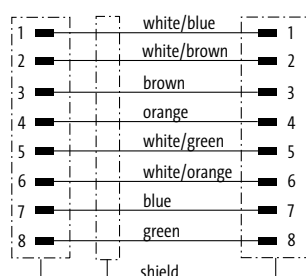 1 white/blue 1
2 white/brown 2
3 brown 3
4 orange 4
5 white/green 5
6 white/orange 6
7 blue 7
8 green 8
shield